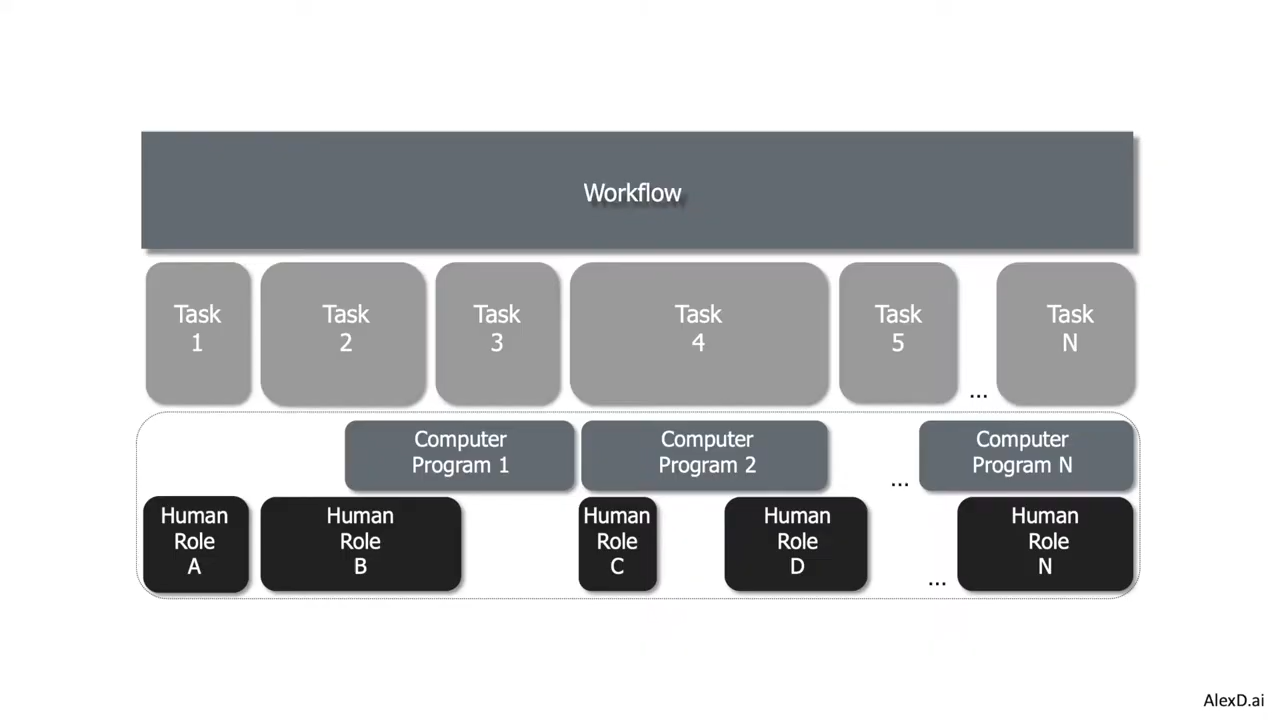 Workflow
Task
1
Task
2
Task
3
Task
4
Task
5
...
Task
N
Computer
Program 1
Computer
Program 2
...
Computer
Program N
Human
Role
A
Human
Role
B
Human
Role
C
Human
Role
D
...
Human
Role
N
AlexD.ai